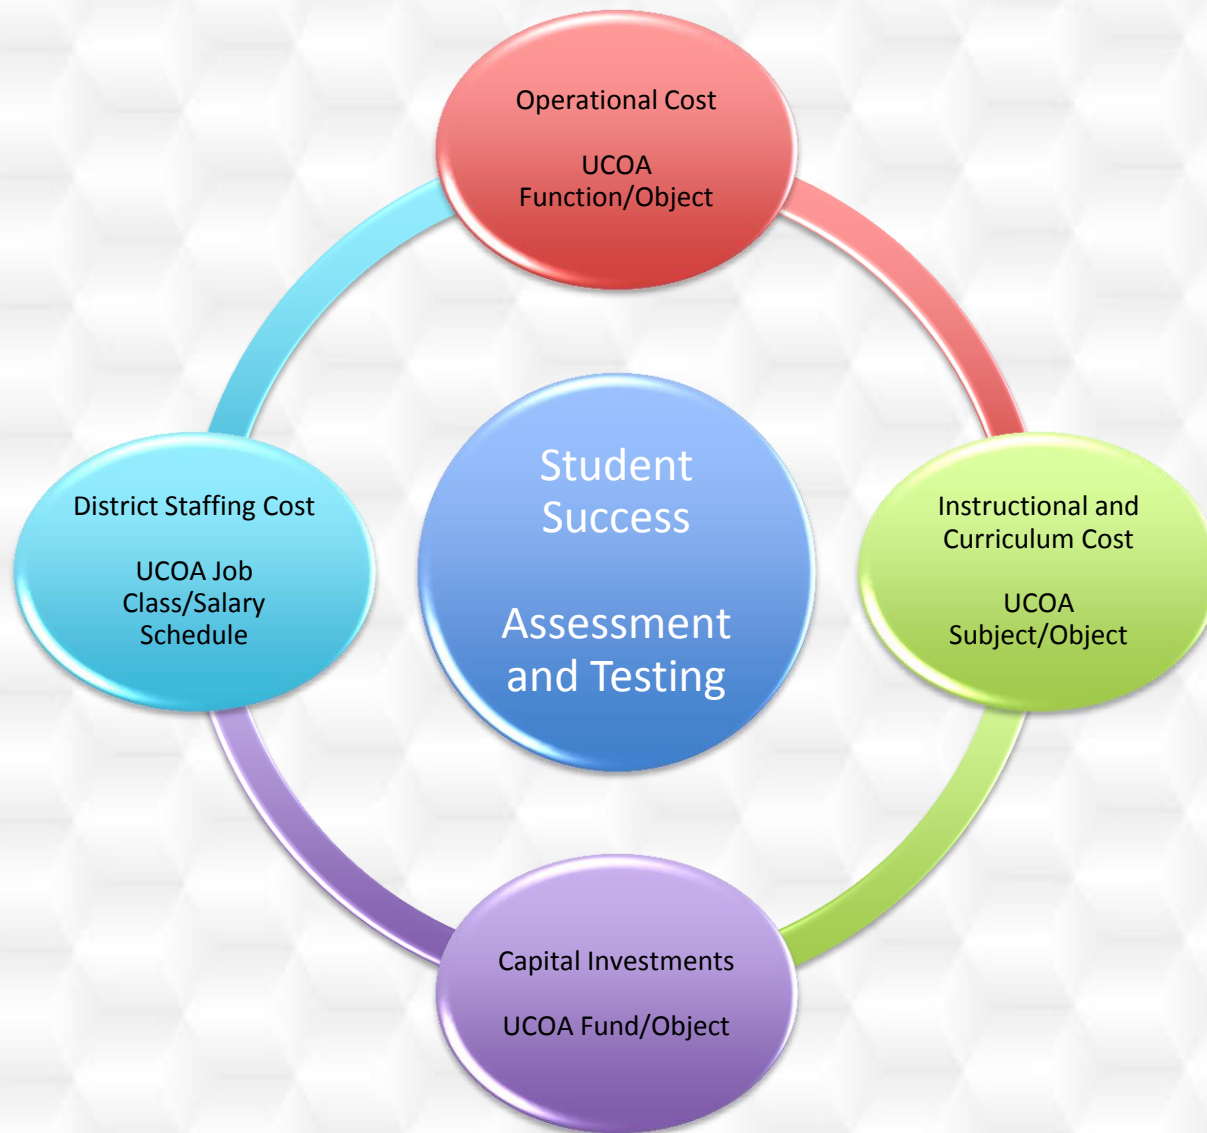 Operational Cost
UCOA
Function/Object
District Staffing Cost
UCOA Job
Class/Salary
Schedule
Student
Success
Assessment
and Testing
Instructional and
Curriculum Cost
UCOA
Subject/Object
Capital Investments
UCOA Fund/Object